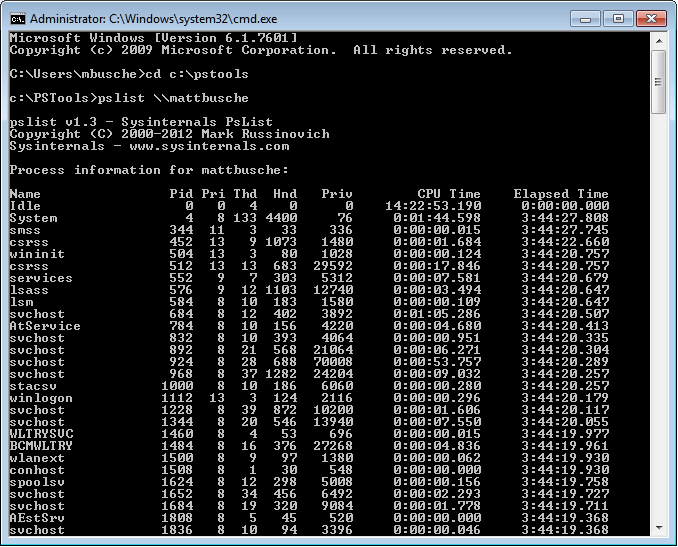 Administrator: C:\Windows\system32\cmd.exe
Microsoft Windows [Version 6.1.7601]
Copyright (c) 2009 Microsoft Corporation.  All rights reserved.
C:\Users\mbusche>cd c:\pstools
c:\PSTools>pslist \\mattbusche
pslist v1.3 - Sysinternals PsList
Copyright (C) 2000-2012 Mark Russinovich
Sysinternals - www.sysinternals.com
Process information for mattbusche:
Name Pid Pri Thd Hnd Priv CPU Time Elapsed Time
Idle 0 0 4 0 0 14:22:53.190 0:00:00.000
System 4 8 133 4400 76 0:01:44.598 3:44:27.808
smss 344 11 3 33 336 0:00:00.015 3:44:27.745
csrss 452 13 9 1073 1480 0:00:01.684 3:44:22.660
wininit 504 13 3 80 1028 0:00:00.124 3:44:20.757
csrss 512 13 13 683 29592 0:00:17.846 3:44:20.757
services 552 9 7 303 5312 0:00:07.581 3:44:20.679
lsass 576 9 12 1103 12740 0:00:03.494 3:44:20.647
lsm 584 8 10 183 1580 0:00:00.109 3:44:20.647
svchost 684 8 12 402 3892 0:01:05.286 3:44:20.507
AtService 784 8 10 156 4220 0:00:04.680 3:44:20.413
svchost 832 8 10 393 4064 0:00:00.951 3:44:20.335
svchost 892 8 21 568 21064 0:00:06.271 3:44:20.304
svchost 924 8 28 688 70008 0:00:53.757 3:44:20.289
svchost 968 8 37 1282 24204 0:00:09.032 3:44:20.257
stacsv 1000 8 10 186 6060 0:00:00.280 3:44:20.257
winlogon 1112 13 3 124 2116 0:00:00.296 3:44:20.179
svchost 1228 8 39 872 10200 0:00:01.606 3:44:20.117
svchost 1344 8 20 546 13940 0:00:07.550 3:44:20.055
WLTRYSVC 1460 8 4 53 696 0:00:00.015 3:44:19.977
BCMWLTRY 1484 8 16 376 27268 0:00:04.836 3:44:19.961
wlanext 1500 8 9 97 1380 0:00:00.062 3:44:19.930
conhost 1508 8 1 30 548 0:00:00.000 3:44:19.930
spoolsv 1624 8 12 298 5008 0:00:00.156 3:44:19.758
svchost 1652 8 34 456 6492 0:00:02.293 3:44:19.727
svchost 1684 8 19 320 9084 0:00:01.778 3:44:19.711
AEstSrv 1808 8 5 45 520 0:00:00.000 3:44:19.368
svchost 1836 8 10 94 3396 0:00:00.046 3:44:19.368